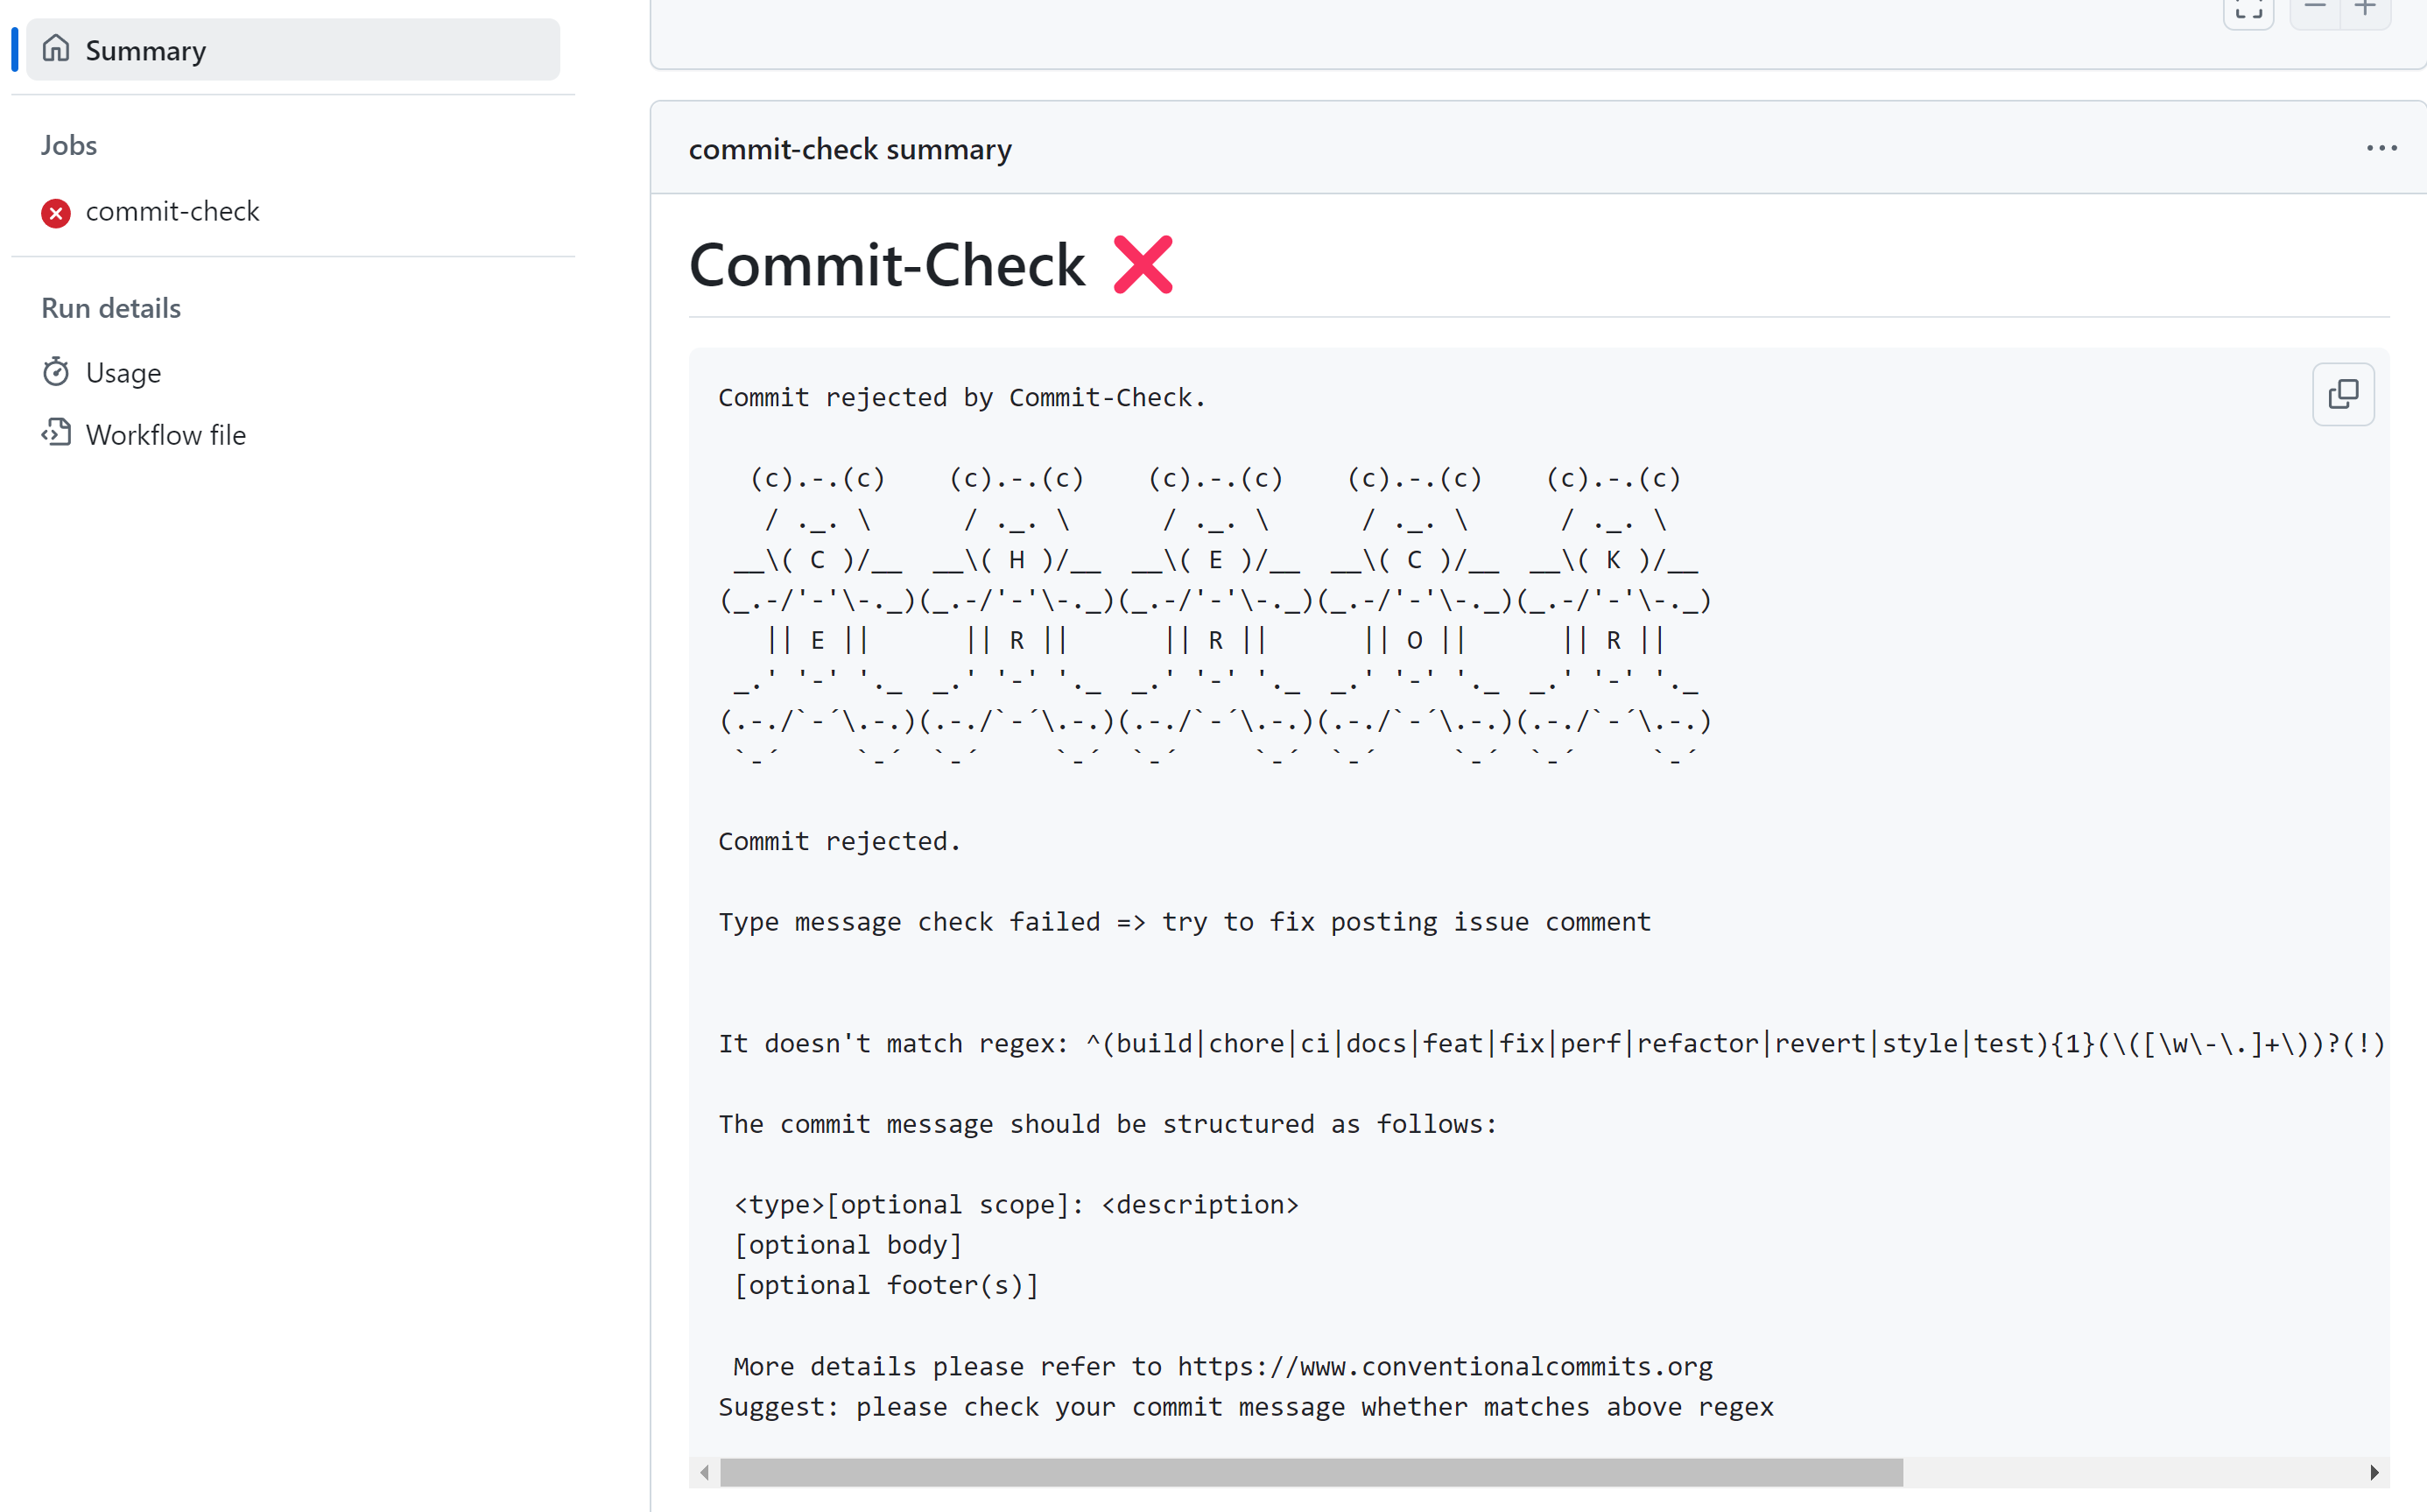 Summary
Jobs
commit-check
Run details
Usage
Workflow file
commit-check summary
Commit-Check ❌
Commit rejected by Commit-Check.
  (c).-.(c)    (c).-.(c)    (c).-.(c)    (c).-.(c)    (c).-.(c)
   / ._. \      / ._. \      / ._. \      / ._. \      / ._. \
 __\( C )/__  __\( H )/__  __\( E )/__  __\( C )/__  __\( K )/__
(_.-/'-'\-._)(_.-/'-'\-._)(_.-/'-'\-._)(_.-/'-'\-._)(_.-/'-'\-._)
   || E ||      || R ||      || R ||      || O ||      || R ||
 _.' '-' '._  _.' '-' '._  _.' '-' '._  _.' '-' '._  _.' '-' '._
(.-./`-´\.-.)(.-./`-´\.-.)(.-./`-´\.-.)(.-./`-´\.-.)(.-./`-´\.-.)
 `-´     `-´  `-´     `-´  `-´     `-´  `-´     `-´  `-´     `-´
Commit rejected.
Type message check failed => try to fix posting issue comment
It doesn't match regex: ^(build|chore|ci|docs|feat|fix|perf|refactor|revert|style|test){1}(\([\w\-\.]+\))?(!)
The commit message should be structured as follows:
 <type>[optional scope]: <description>
 [optional body]
 [optional footer(s)]
 More details please refer to https://www.conventionalcommits.org
Suggest: please check your commit message whether matches above regex